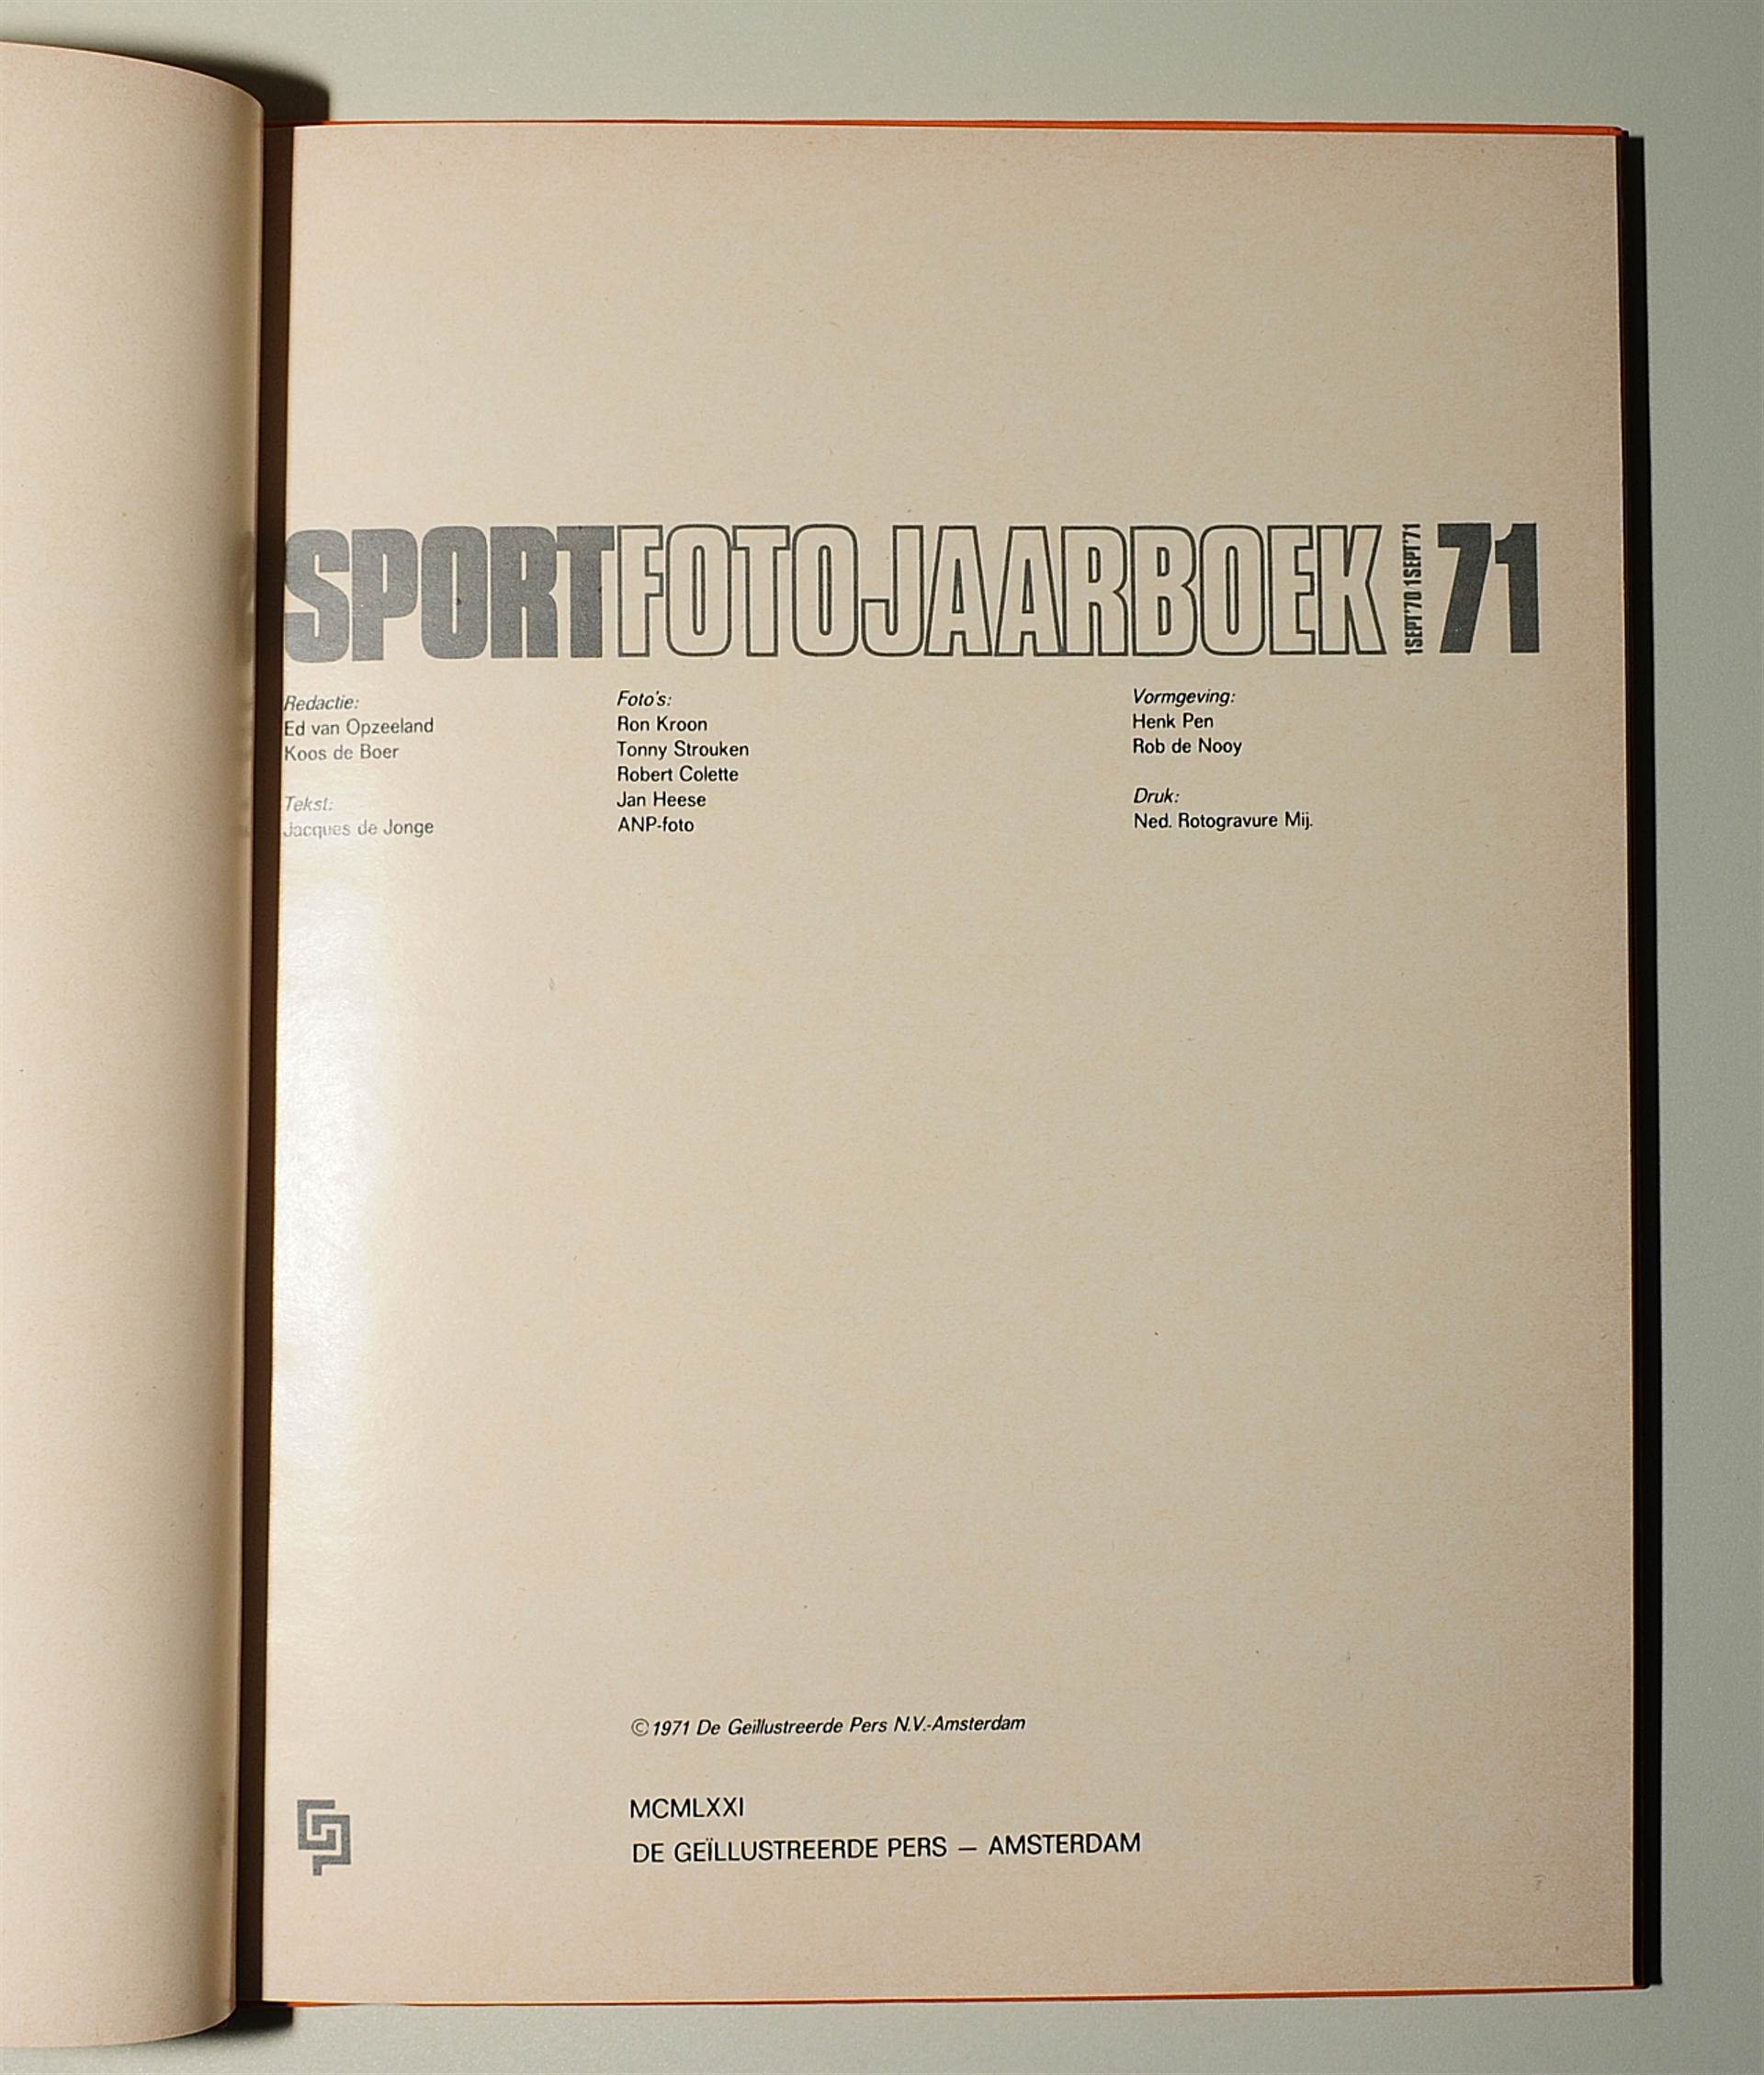 SPORTFOTOJAARBOEK 1SEPT'70/1SEPT'71 71
Redactie:
Ed van Opzeeland
Koos de Boer
Tekst:
Jacques de Jonge
Foto's:
Ron Kroon
Tonny Strouken
Robert Colette
Jan Heese
ANP-foto
Vormgeving:
Henk Pen
Rob de Nooy
Druk:
Ned. Rotogravure Mij.
©1971 De Geïllustreerde Pers N.V.-Amsterdam
MCMLXXI
DE GEÏLLUSTREERDE PERS — AMSTERDAM